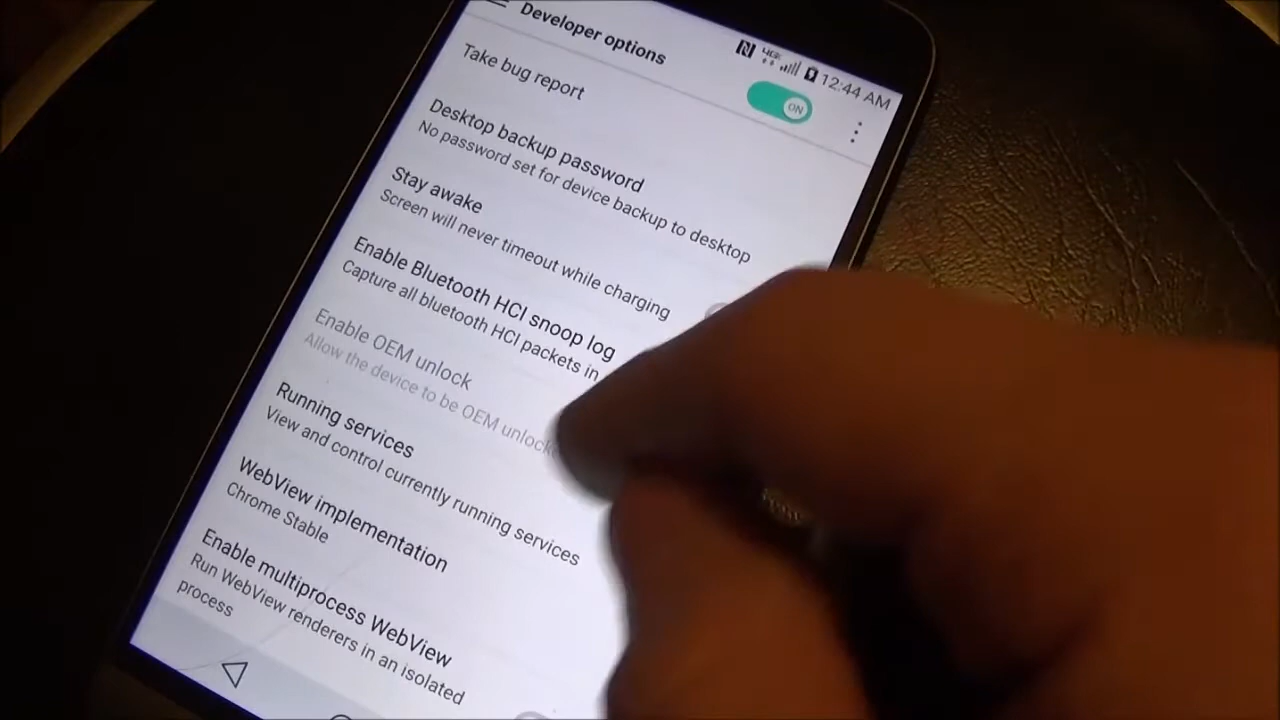 Developer options
4G
12:44 AM
ON
Take bug report
Desktop backup password
No password set for device backup to desktop
Stay awake
Screen will never timeout while charging
Enable Bluetooth HCI snoop log
Capture all bluetooth HCI packets in
Enable OEM unlock
Allow the device to be OEM
Running services
View and control currently running services
WebView implementation
Chrome Stable
Enable multiprocess WebView
Run WebView renderers in an isolated
process